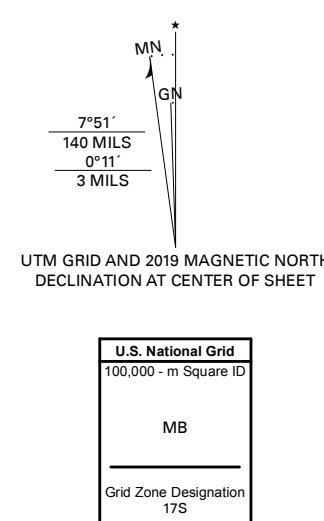 MN
GN
7°51´
140 MILS
0°11´
3 MILS
UTM GRID AND 2019 MAGNETIC NORTH
DECLINATION AT CENTER OF SHEET
U.S. National Grid
100,000 - m Square ID
MB
Grid Zone Designation
17S